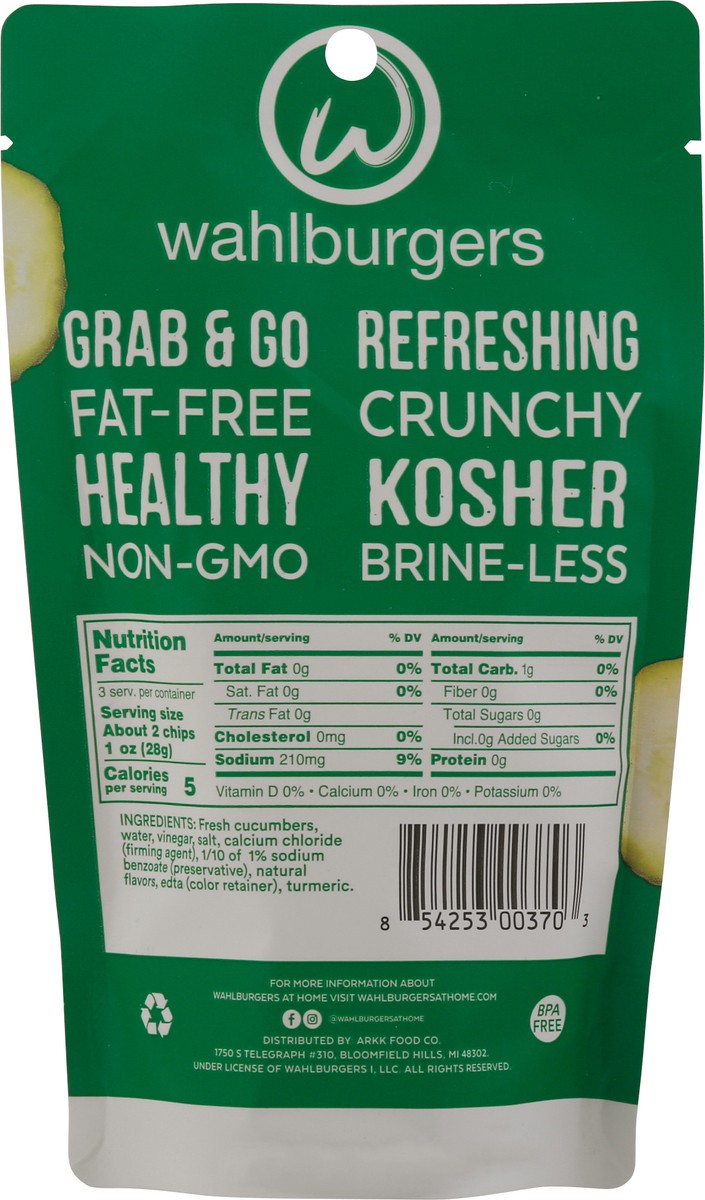 w
wahlburgers
GRAB & GO
FAT-FREE
HEALTHY
NON-GMO
REFRESHING
CRUNCHY
KOSHER
BRINE-LESS
Nutrition
Facts
3 serv. per container
Serving size
About 2 chips
1 oz (28g)
Calories
per serving 5
Amount/serving % DV
Total Fat 0g 0%
Sat. Fat 0g 0%
Trans Fat 0g
Cholesterol 0mg 0%
Sodium 210mg 9%
Amount/serving % DV
Total Carb. 1g 0%
Fiber 0g 0%
Total Sugars 0g
Incl.0g Added Sugars 0%
Protein 0g
Vitamin D 0% • Calcium 0% • Iron 0% • Potassium 0%
INGREDIENTS: Fresh cucumbers,
water, vinegar, salt, calcium chloride
(firming agent), 1/10 of 1% sodium
benzoate (preservative), natural
flavors, edta (color retainer), turmeric.
8 54253 00370 3
FOR MORE INFORMATION ABOUT
WAHLBURGERS AT HOME VISIT WAHLBURGERSATHOME.COM
f @WAHLBURGERSATHOME
DISTRIBUTED BY ARKK FOOD CO.
1750 S TELEGRAPH #310, BLOOMFIELD HILLS, MI 48302.
UNDER LICENSE OF WAHLBURGERS I, LLC. ALL RIGHTS RESERVED.
BPA
FREE